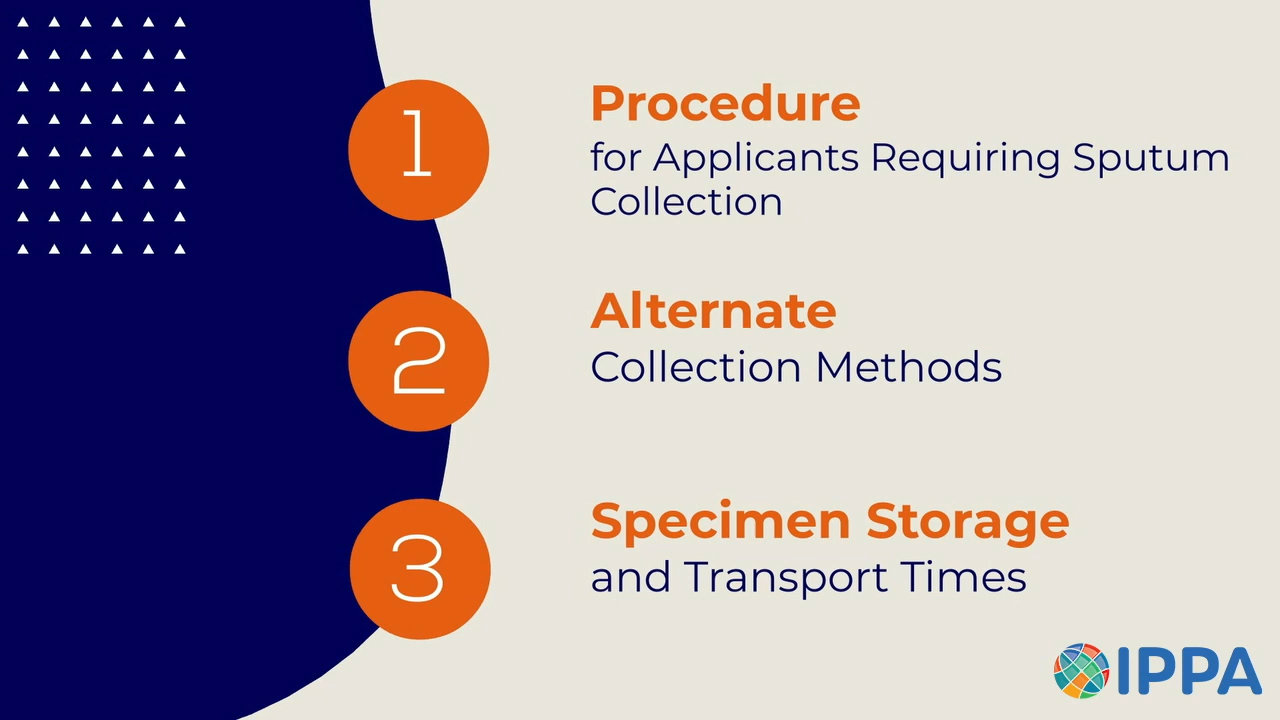 1
Procedure
for Applicants Requiring Sputum
Collection
2
Alternate
Collection Methods
3
Specimen Storage
and Transport Times
IPPA